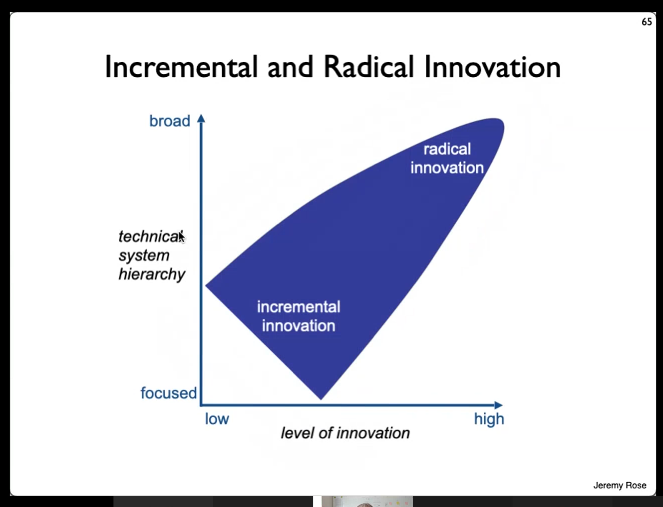 65
Incremental and Radical Innovation
broad
radical
innovation
technical
system
hierarchy
incremental
innovation
focused
low
high
level of innovation
Jeremy Rose